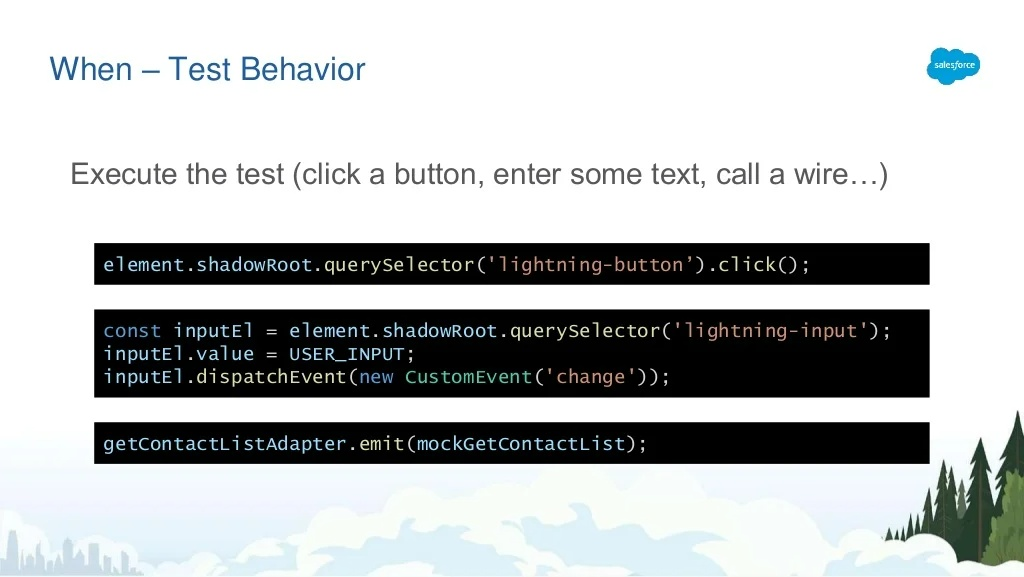 When – Test Behavior
salesforce
Execute the test (click a button, enter some text, call a wire…)
element.shadowRoot.querySelector('lightning-button’).click();
const inputEl = element.shadowRoot.querySelector('lightning-input');
inputEl.value = USER_INPUT;
inputEl.dispatchEvent(new CustomEvent('change'));
getContactListAdapter.emit(mockGetContactList);